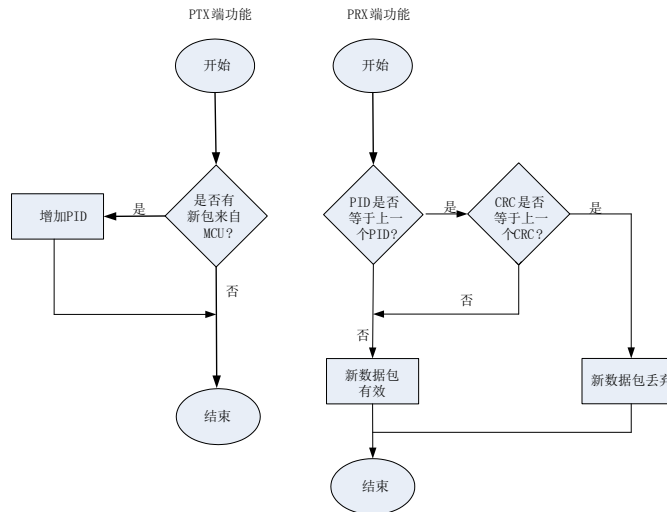 PTX端功能
PRX端功能
开始
开始
是否有
新包来自
MCU?
是
增加PID
否
结束
PID是否
等于上一
个PID?
是
CRC是否
等于上一
个CRC?
是
否
否
新数据包
有效
新数据包丢弃
结束